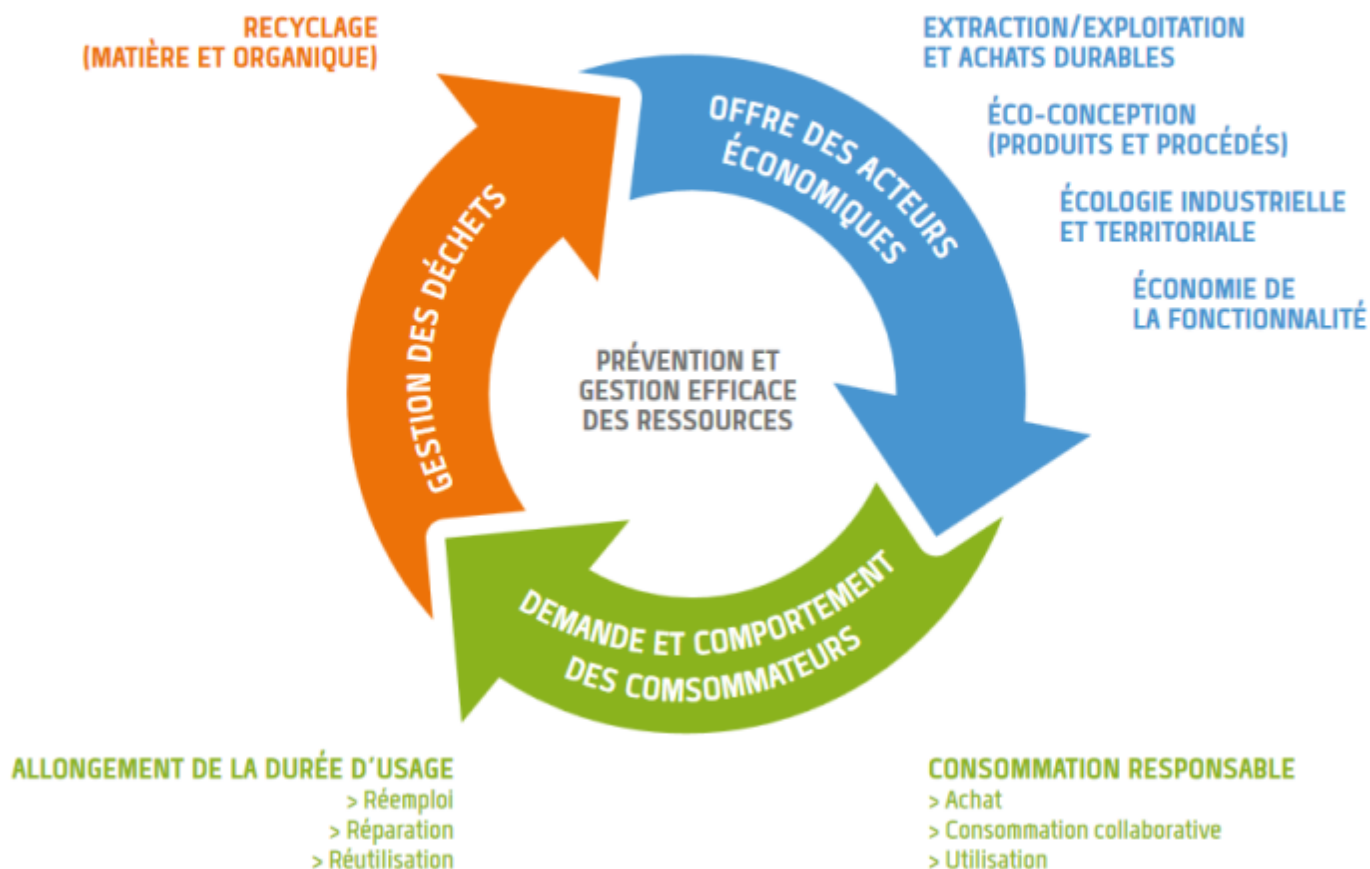 RECYCLAGE
(MATIÈRE ET ORGANIQUE)
EXTRACTION/EXPLOITATION
ET ACHATS DURABLES
ÉCO-CONCEPTION
(PRODUITS ET PROCÉDÉS)
ÉCOLOGIE INDUSTRIELLE
ET TERRITORIALE
ÉCONOMIE DE
LA FONCTIONNALITÉ
OFFRE DES ACTEURS
ÉCONOMIQUES
GESTION DES DÉCHETS
PRÉVENTION ET
GESTION EFFICACE
DES RESSOURCES
DEMANDE ET COMPORTEMENT
DES COMSOMMATEURS
ALLONGEMENT DE LA DURÉE D'USAGE
> Réemploi
> Réparation
> Réutilisation
CONSOMMATION RESPONSABLE
> Achat
> Consommation collaborative
> Utilisation